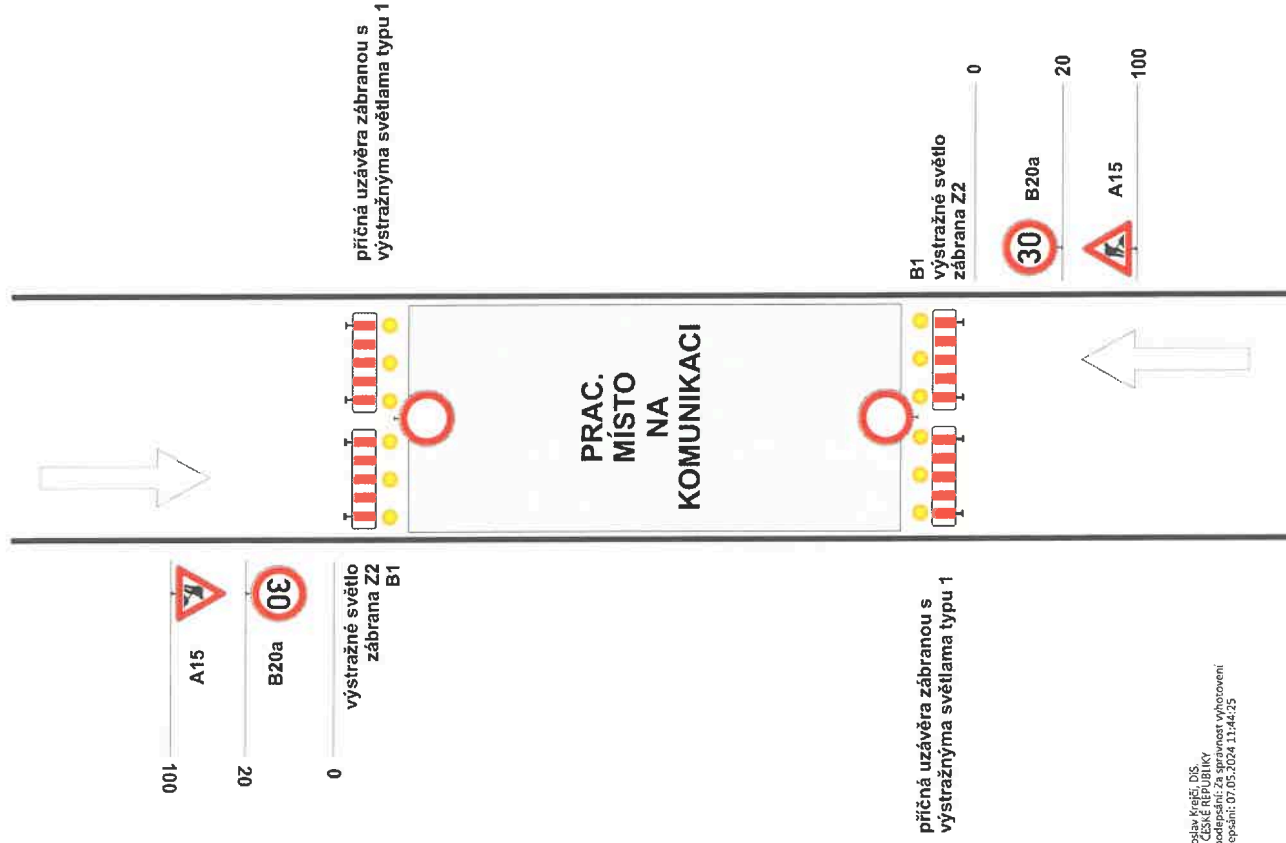 příčná uzávěra zábranou s
výstražnýma světlama typu 1
100
A15
20
B20a
30
0
výstražné světlo
zábrana Z2
B1
PRAC.
MÍSTO
NA
KOMUNIKACI
B1
výstražné světlo
zábrana Z2
0
30
B20a
20
A15
100
příčná uzávěra zábranou s
výstražnýma světlama typu 1
Krejčí, DiS.
ČESKÉ REPUBLIKY
Za správnost vyhotovení
07.05.2024 11:44:25